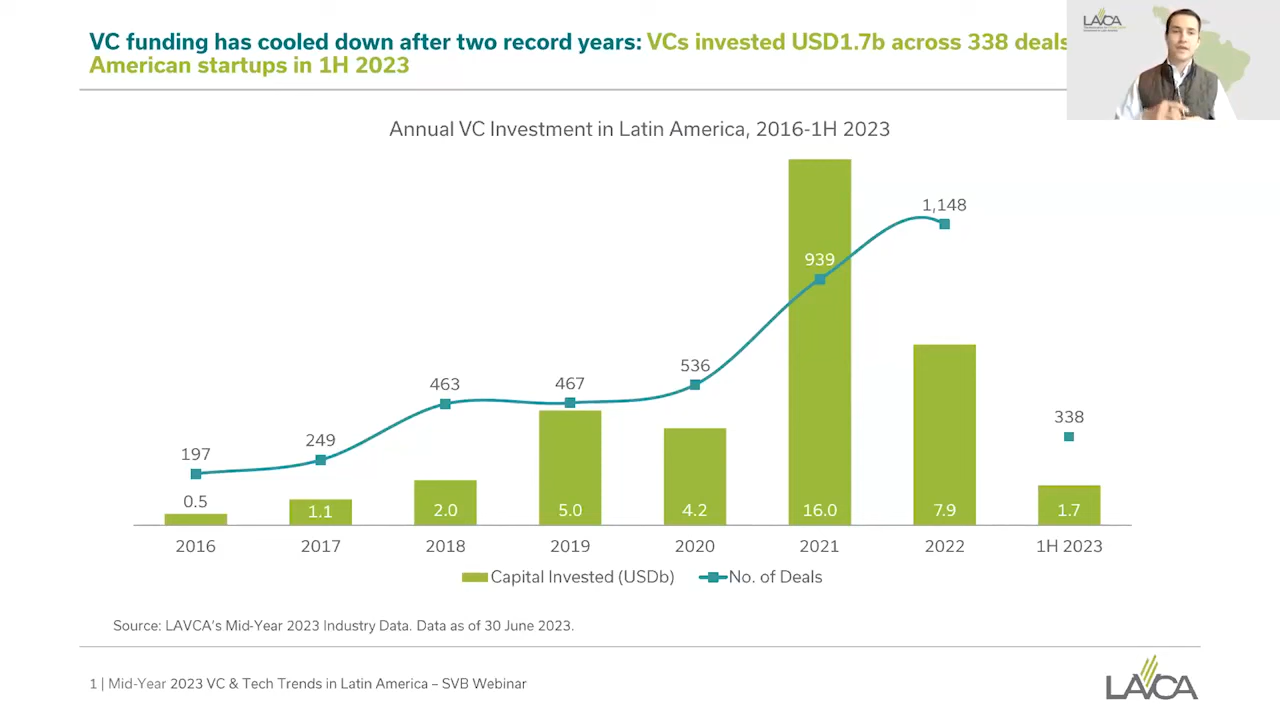 VC funding has cooled down after two record years: VCs invested USD1.7b across 338 deals
American startups in 1H 2023
LAVCA
Annual VC Investment in Latin America, 2016-1H 2023
1,148
939
536
463
467
338
249
197
0.5
1.1
2.0
5.0
4.2
16.0
7.9
1.7
2016
2017
2018
2019
2020
2021
2022
1H 2023
Capital Invested (USDb)
No. of Deals
Source: LAVCA's Mid-Year 2023 Industry Data. Data as of 30 June 2023.
1 | Mid-Year 2023 VC & Tech Trends in Latin America – SVB Webinar
LAVCA